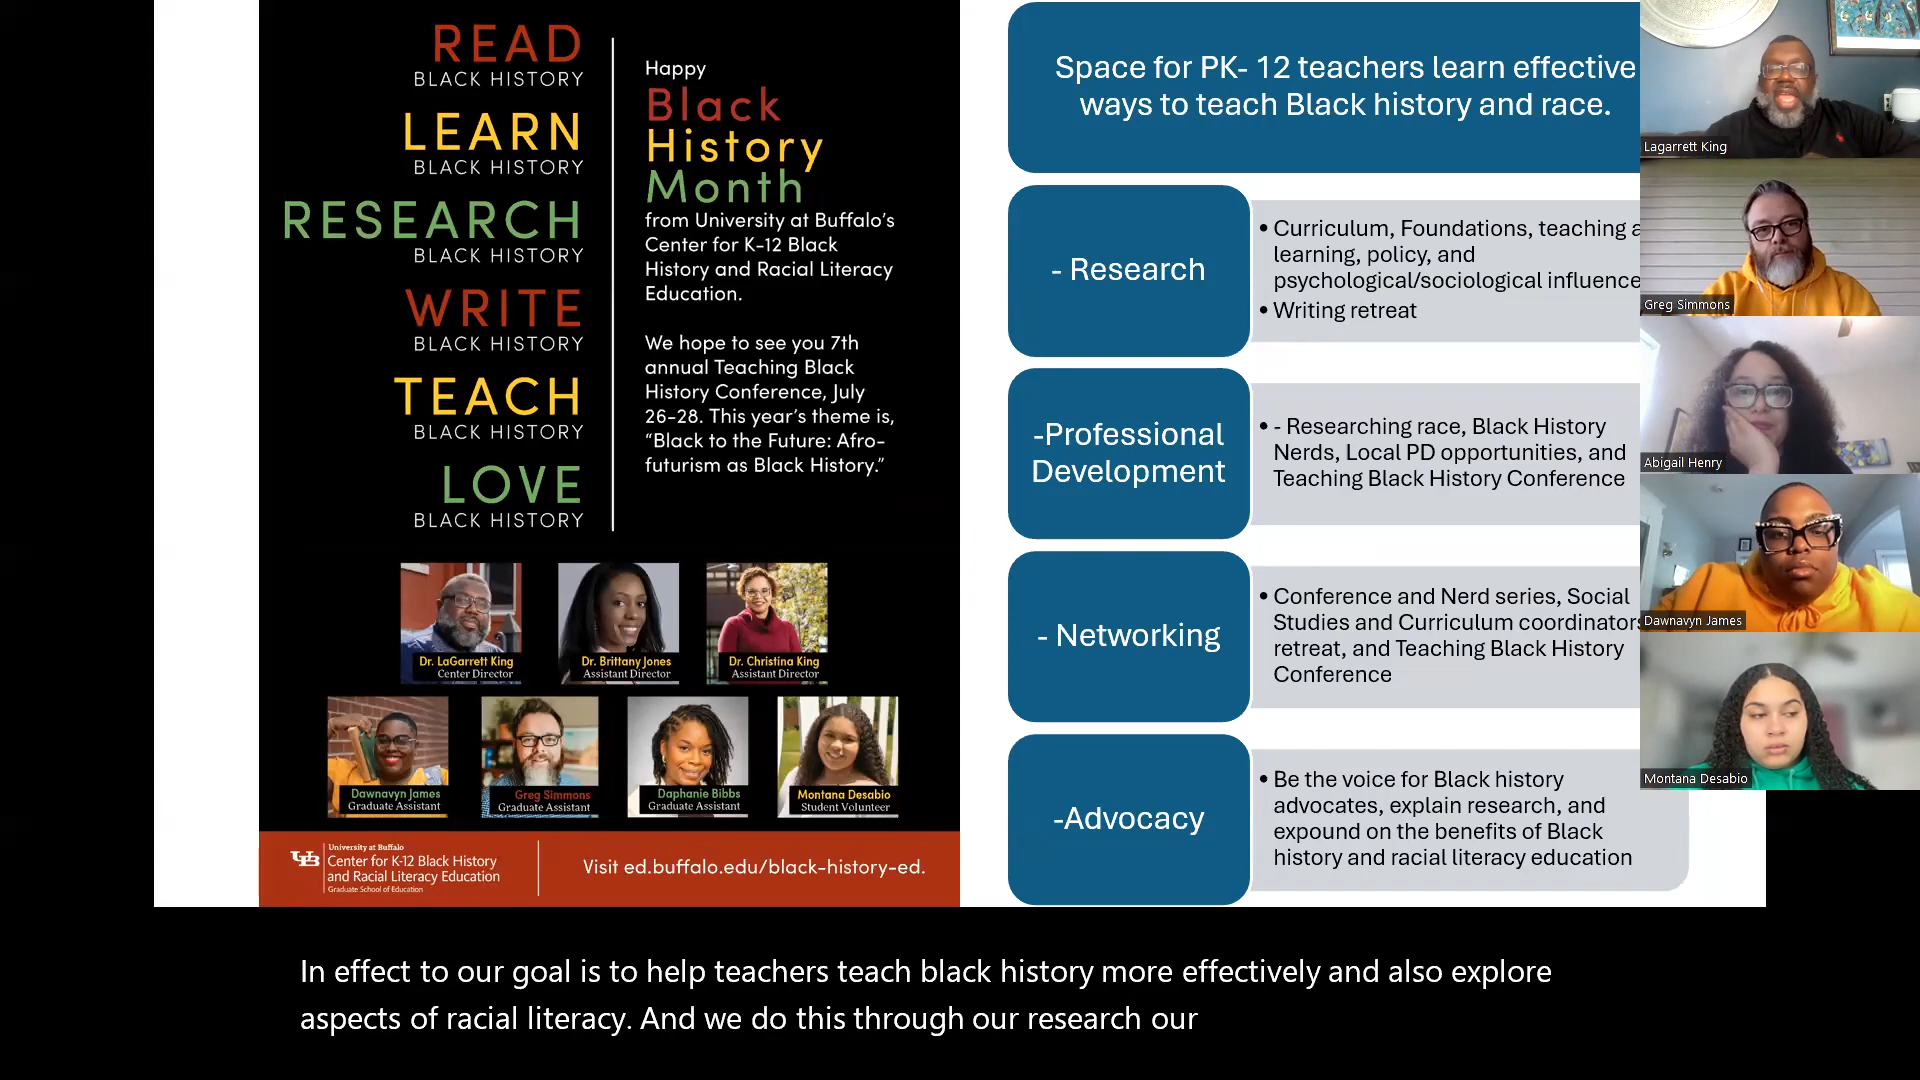 READ
BLACK HISTORY
LEARN
BLACK HISTORY
RESEARCH
BLACK HISTORY
WRITE
BLACK HISTORY
TEACH
BLACK HISTORY
LOVE
BLACK HISTORY
Happy
Black
History
Month
from University at Buffalo's
Center for K-12 Black
History and Racial Literacy
Education.
We hope to see you 7th
annual Teaching Black
History Conference, July
26-28. This year's theme is,
"Black to the Future: Afro-
futurism as Black History."
Dr. LaGarrett King
Center Director
Dr. Brittany Jones
Assistant Director
Dr. Christina King
Assistant Director
Dawnavyn James
Graduate Assistant
Greg Simmons
Graduate Assistant
Daphanie Bibbs
Graduate Assistant
Montana Desabio
Student Volunteer
UB
University at Buffalo
Center for K-12 Black History
and Racial Literacy Education
Graduate School of Education
Visit ed.buffalo.edu/black-history-ed.
Space for PK- 12 teachers learn effective
ways to teach Black history and race.
- Research
• Curriculum, Foundations, teaching a
learning, policy, and
psychological/sociological influence
• Writing retreat
-Professional
Development
• - Researching race, Black History
Nerds, Local PD opportunities, and
Teaching Black History Conference
- Networking
• Conference and Nerd series, Social
Studies and Curriculum coordinators
retreat, and Teaching Black History
Conference
-Advocacy
• Be the voice for Black history
advocates, explain research, and
expound on the benefits of Black
history and racial literacy education
Lagarrett King
Greg Simmons
Abigail Henry
Dawnavyn James
Montana Desabio
In effect to our goal is to help teachers teach black history more effectively and also explore
aspects of racial literacy. And we do this through our research our